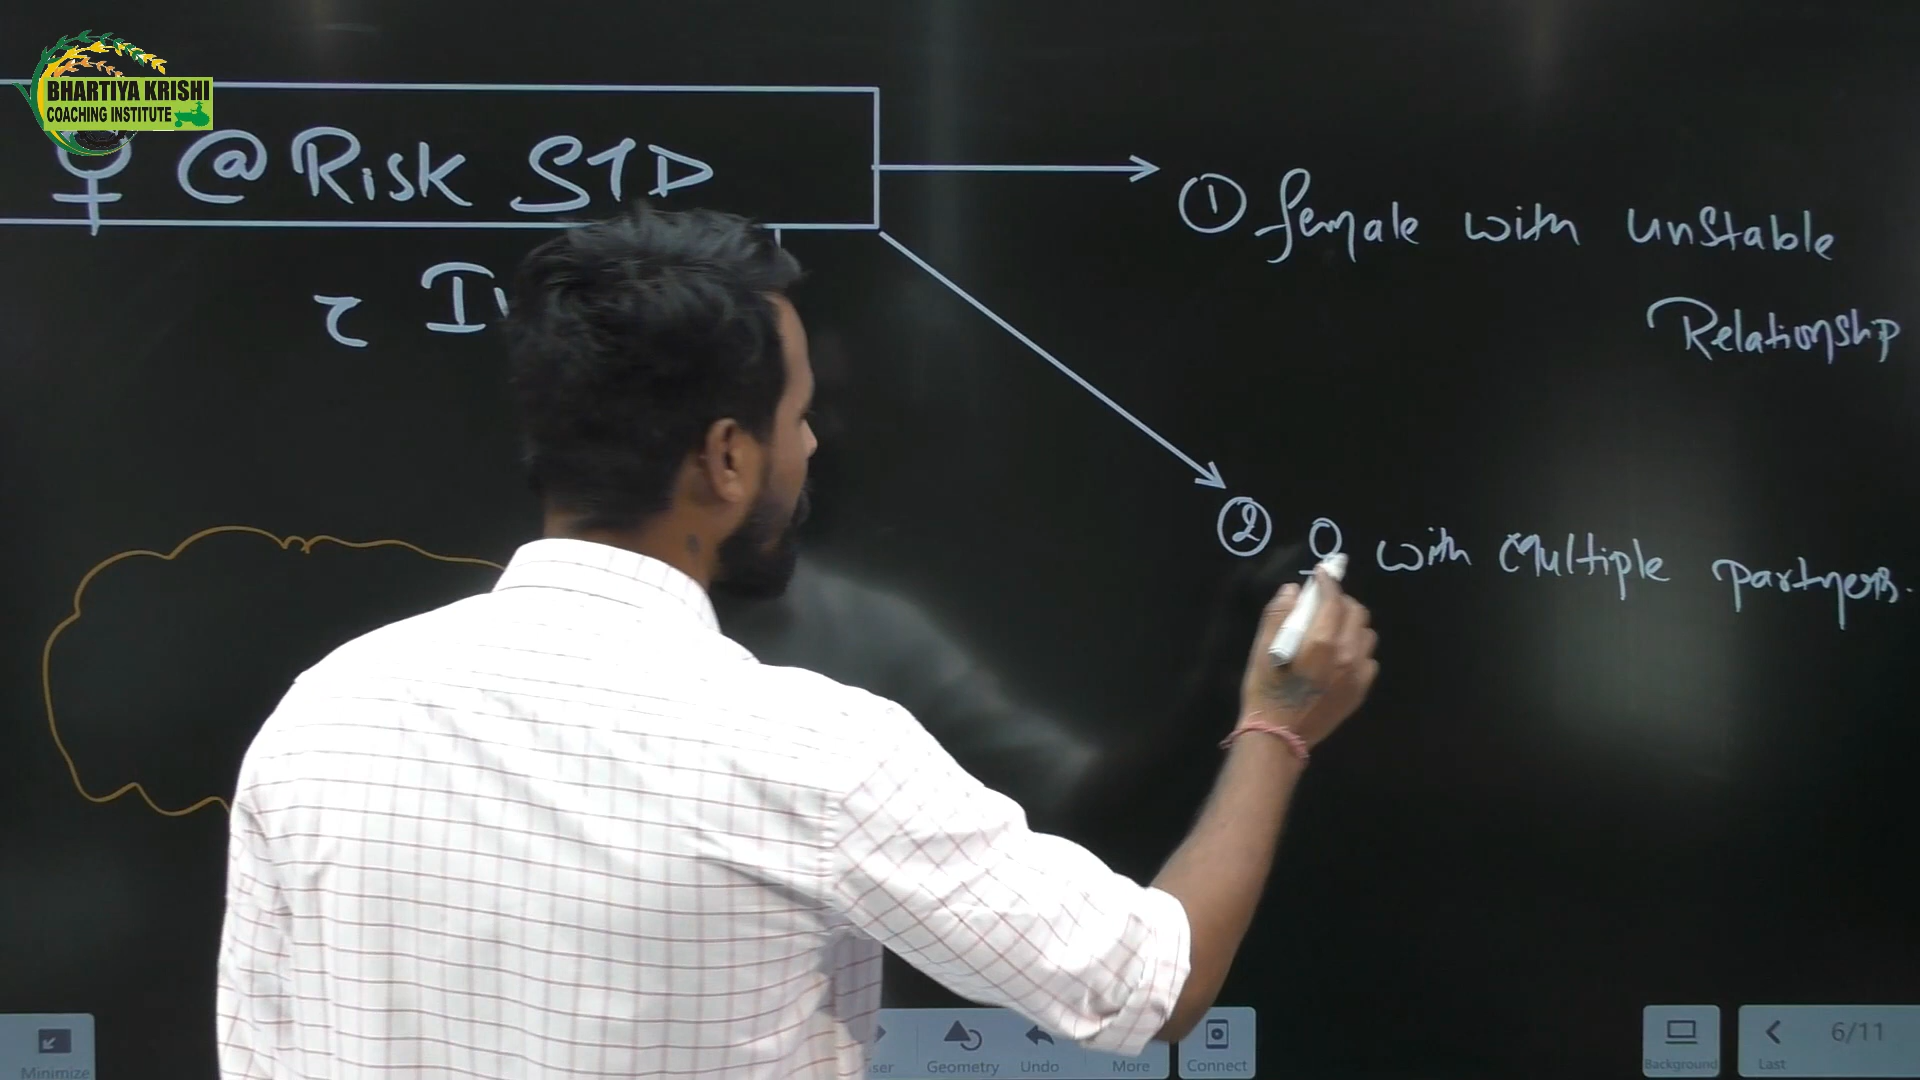 BHARTIYA KRISHI
COACHING INSTITUTE
♀ @ Risk STD
① female with unstable
Relationship
② ♀ with Multiple partners.
Minimize
Geometry
Undo
More
Connect
Background
Last
6/11